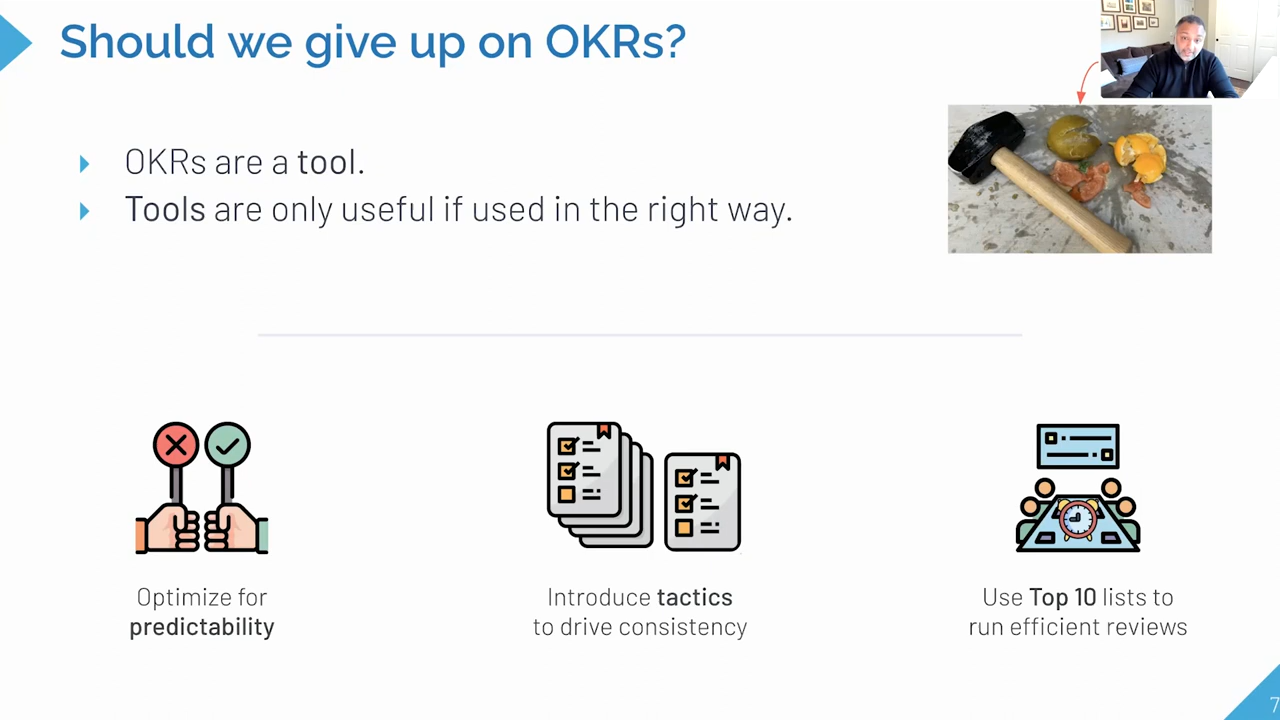 Should we give up on OKRs?
OKRs are a tool.
Tools are only useful if used in the right way.
Optimize for
predictability
Introduce tactics
to drive consistency
Use Top 10 lists to
run efficient reviews
7